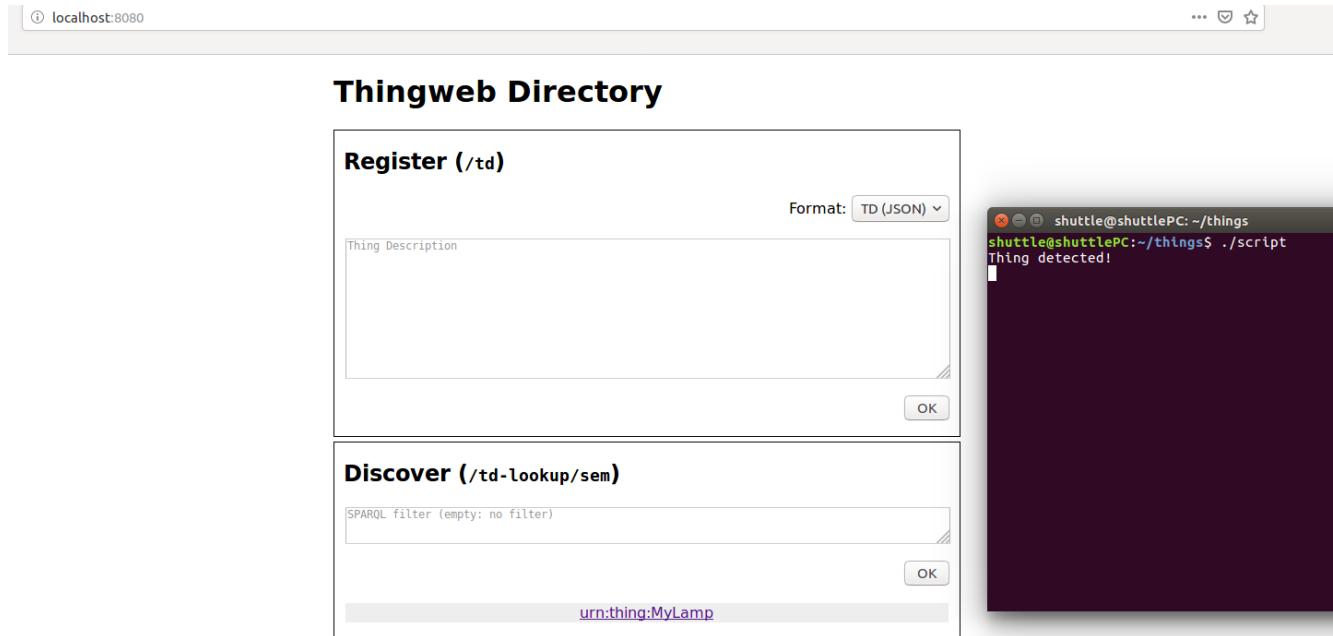 localhost:8080
Thingweb Directory
Register (/td)
Format: TD (JSON)
Thing Description
OK
Discover (/td-lookup/sem)
SPARQL filter (empty: no filter)
OK
urn:thing:MyLamp
shuttle@shuttlePC: ~/things
shuttle@shuttlePC:~/things$ ./script
Thing detected!